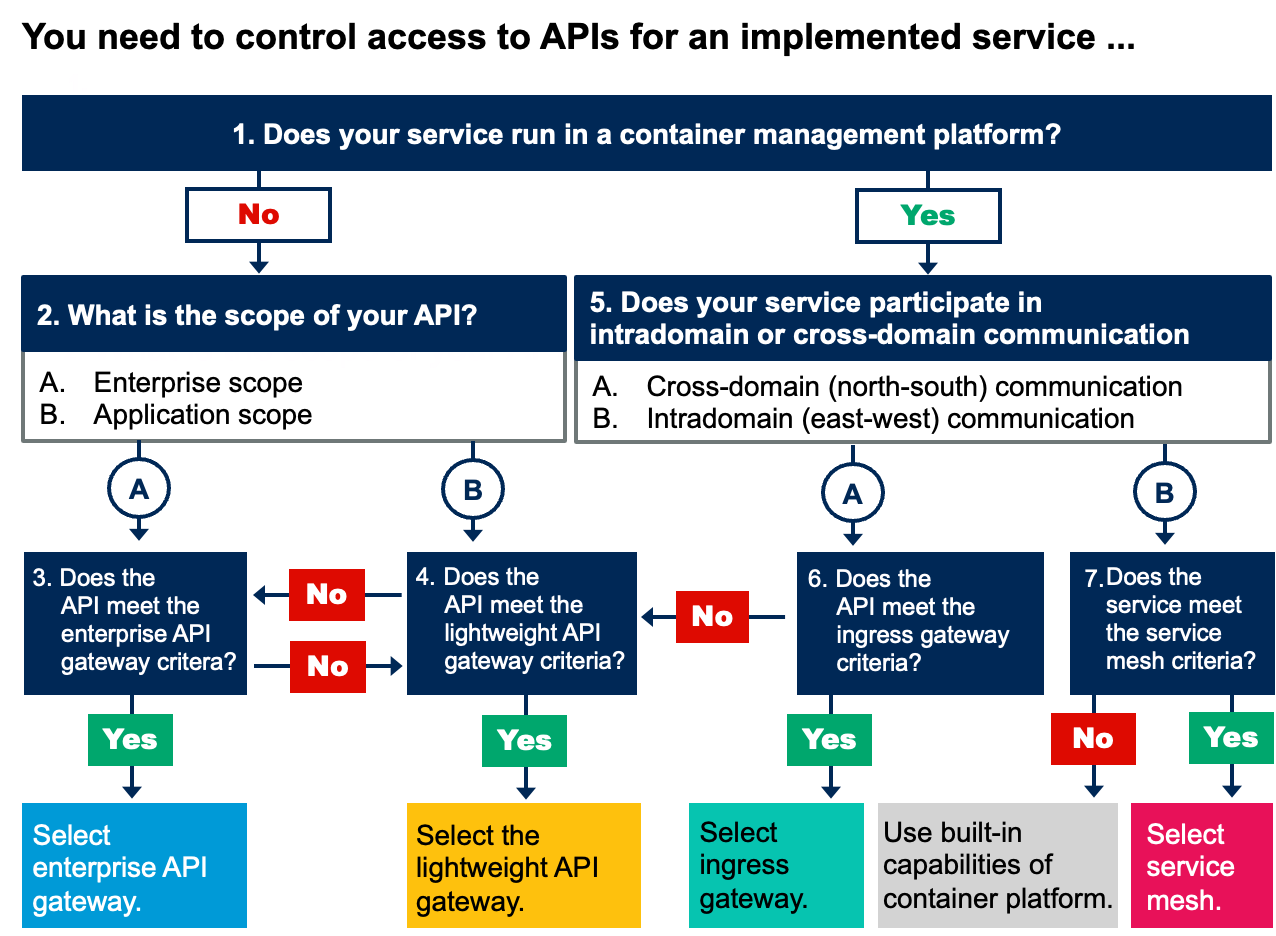 You need to control access to APIs for an implemented service ...
1. Does your service run in a container management platform?
No
Yes
2. What is the scope of your API?
A. Enterprise scope
B. Application scope
5. Does your service participate in
intradomain or cross-domain communication
A. Cross-domain (north-south) communication
B. Intradomain (east-west) communication
A
B
A
B
3. Does the
API meet the
enterprise API
gateway critera?
No
No
4. Does the
API meet the
lightweight API
gateway criteria?
No
6. Does the
API meet the
ingress gateway
criteria?
7. Does the
service meet
the service
mesh criteria?
Yes
Yes
Yes
No
Yes
Select
enterprise API
gateway.
Select the
lightweight API
gateway.
Select
ingress
gateway.
Use built-in
capabilities of
container platform.
Select
service
mesh.